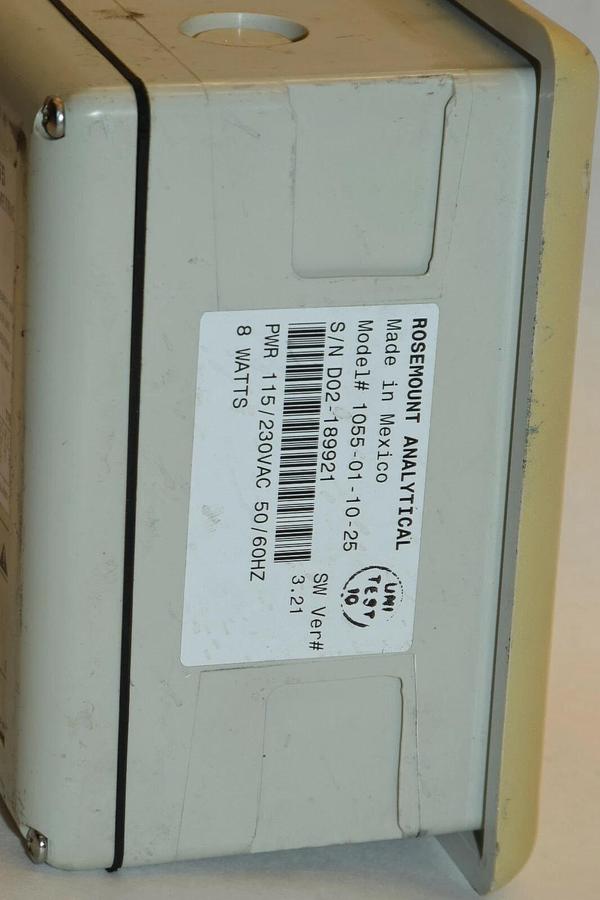 ROSEMOUNT ANALYTICAL
Made in Mexico
Model# 1055-01-10-25
S/N D02-189921
SW Ver#
3.21
PWR 115/230VAC 50/60HZ
8 WATTS
UNI
TEST
10